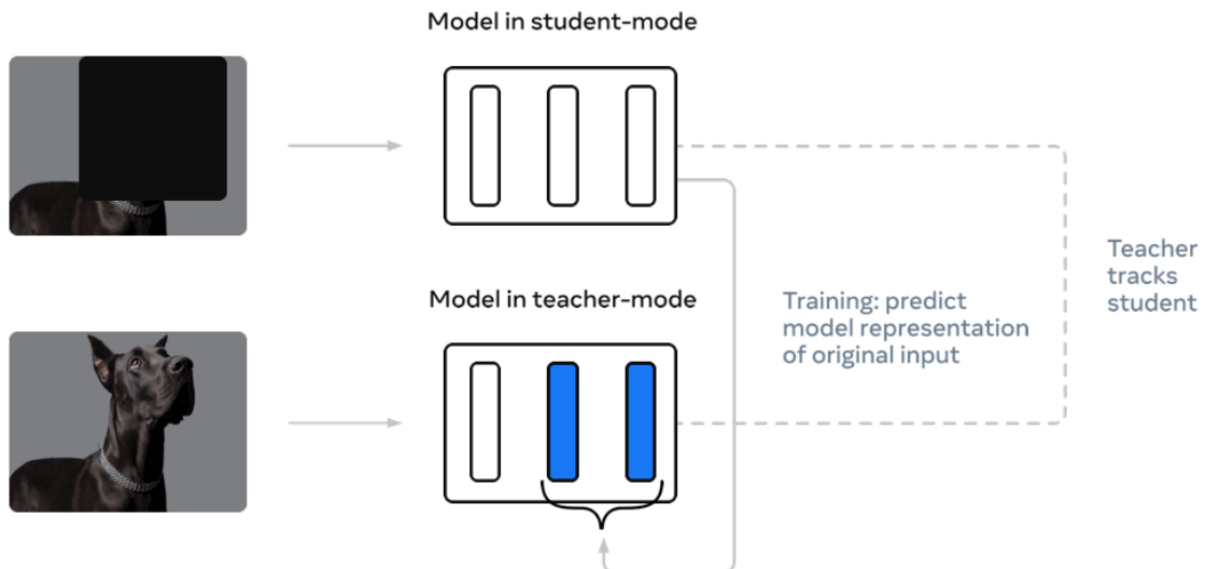 Model in student-mode
Model in teacher-mode
Training: predict
model representation
of original input
Teacher
tracks
student